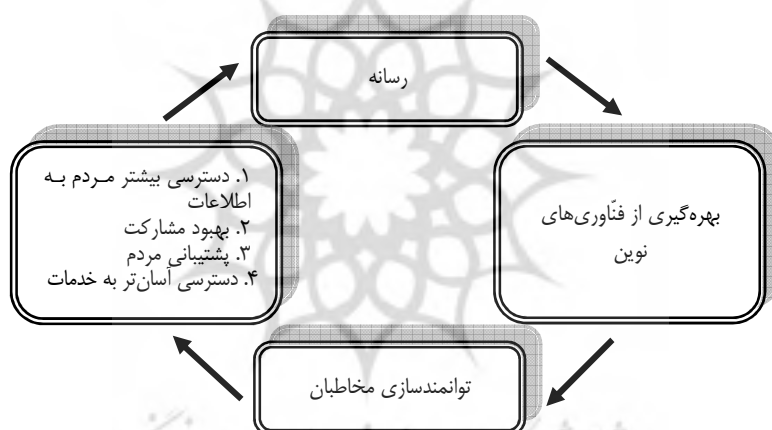 رسانه
بهره‌گیری از فنّاوری‌های
نوین
۱. دسترسی بیشتر مـردم بـه
اطلاعات
۲. بهبود مشارکت
۳. پشتیبانی مردم
۴. دسترسی آسان‌تر به خدمات
توانمندسازی مخاطبان